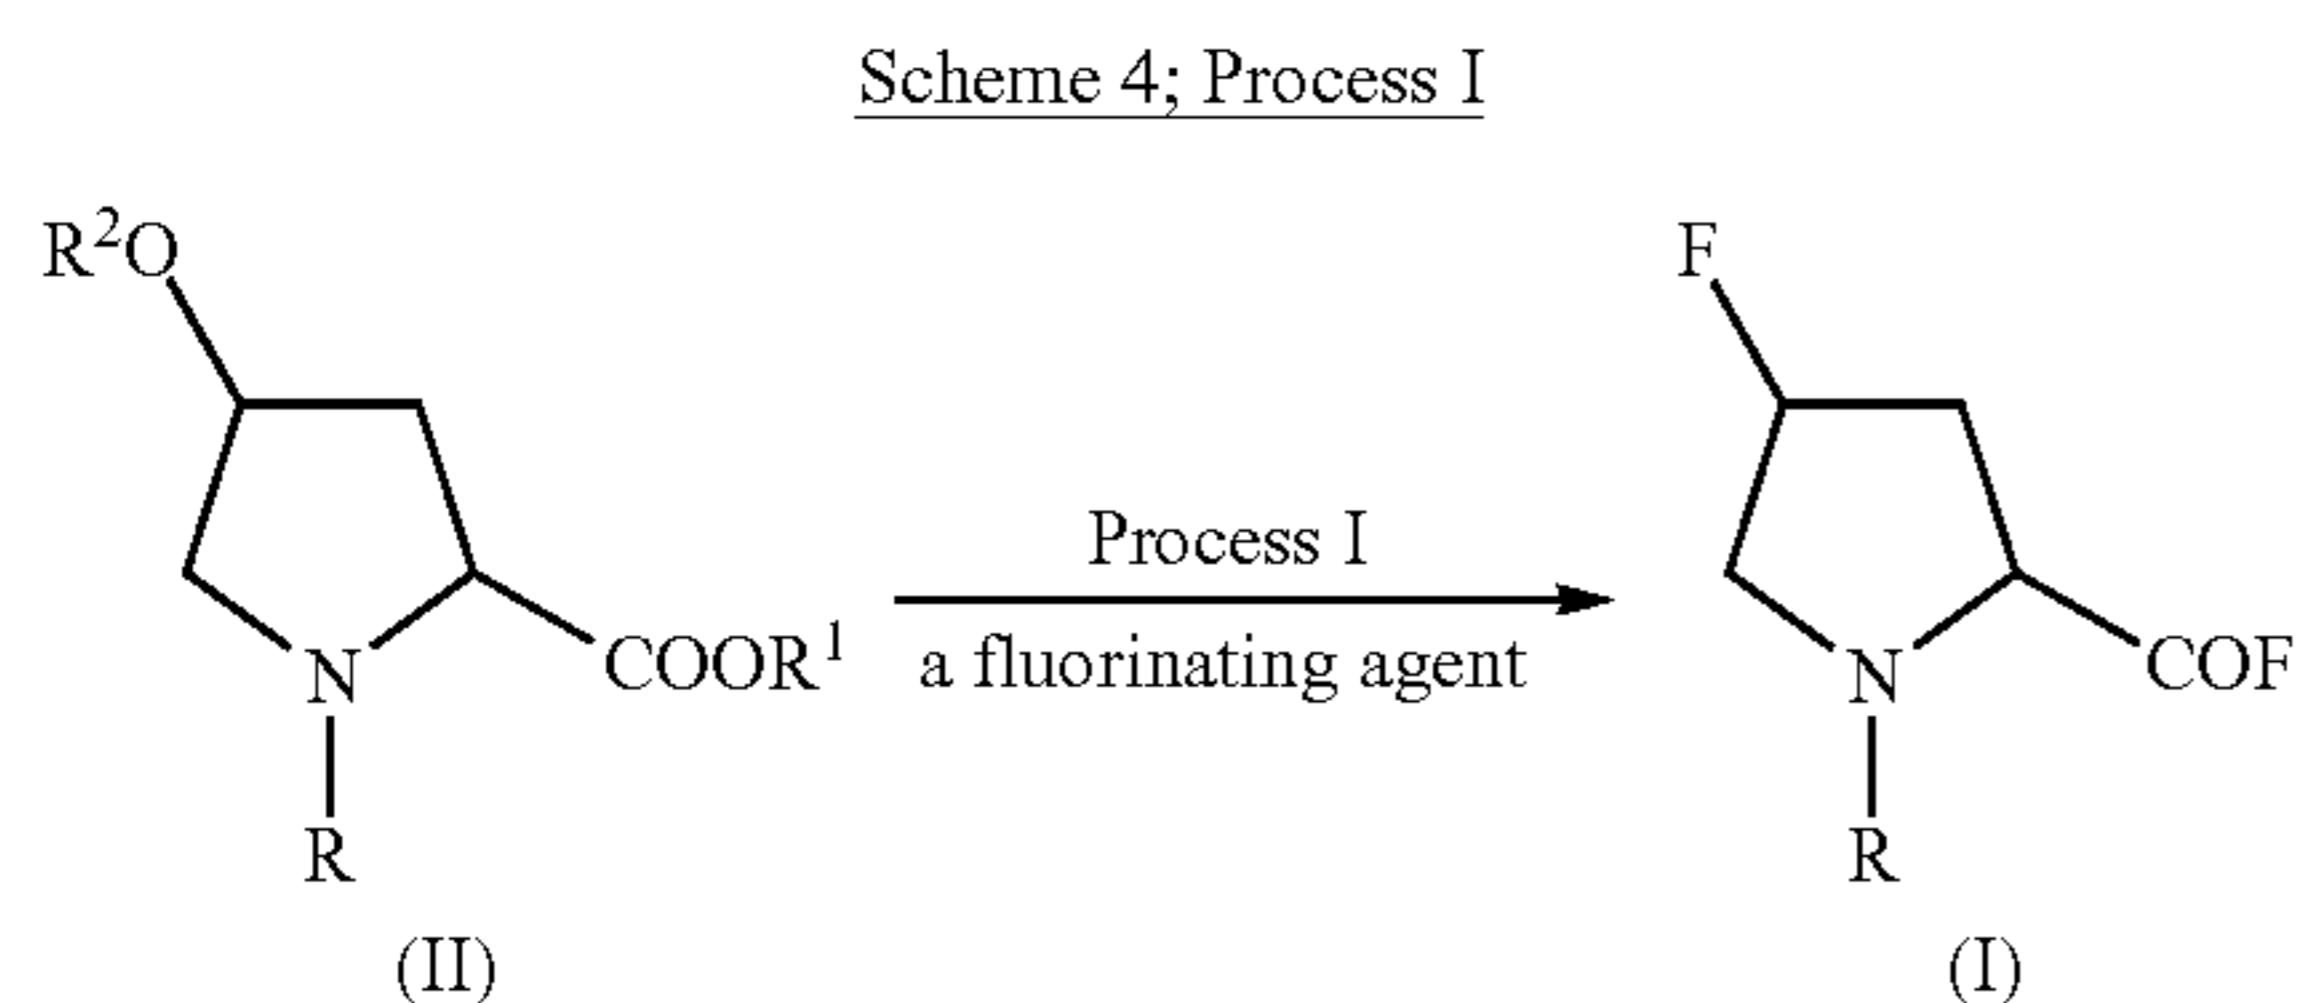 Scheme 4; Process I
R²O
F
Process I
a fluorinating agent
N
COOR¹
N
COF
R
R
(II)
(I)